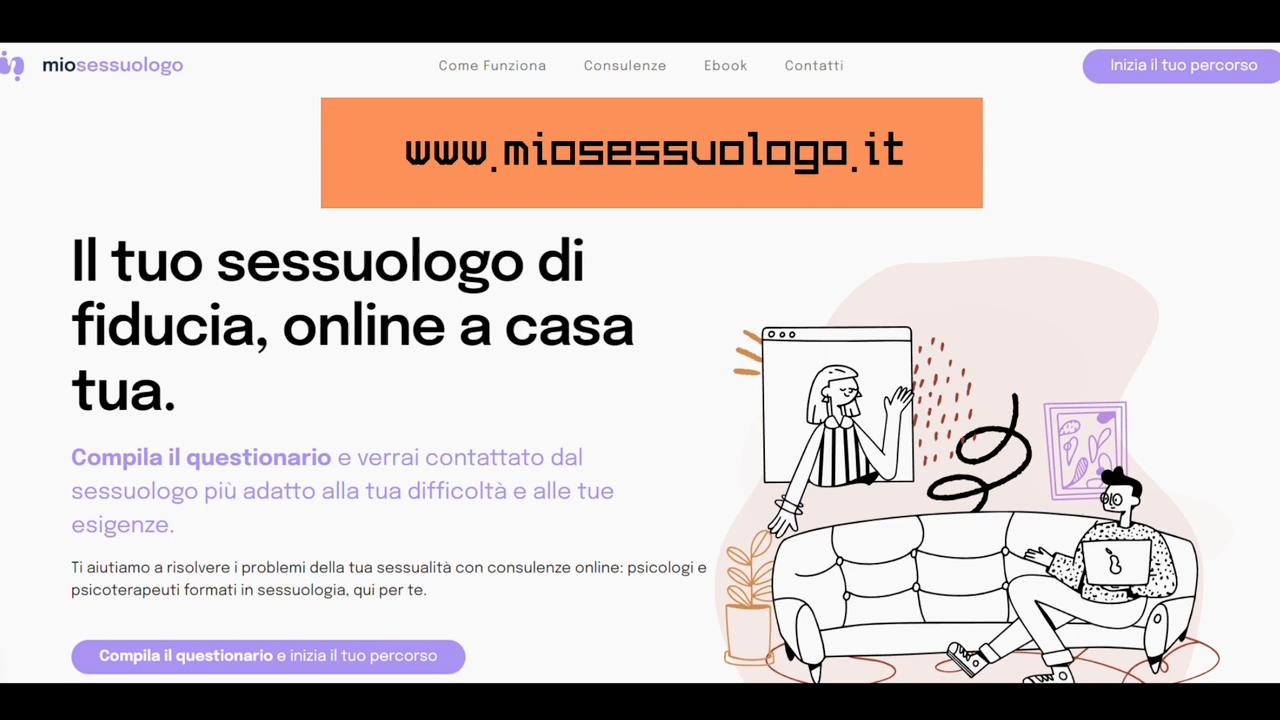 miosessuologo
Come Funziona
Consulenze
Ebook
Contatti
Inizia il tuo percorso
www.miosessuologo.it
Il tuo sessuologo di
fiducia, online a casa
tua.
Compila il questionario e verrai contattato dal
sessuologo più adatto alla tua difficoltà e alle tue
esigenze.
Ti aiutiamo a risolvere i problemi della tua sessualità con consulenze online: psicologi e
psicoterapeuti formati in sessuologia, qui per te.
Compila il questionario e inizia il tuo percorso